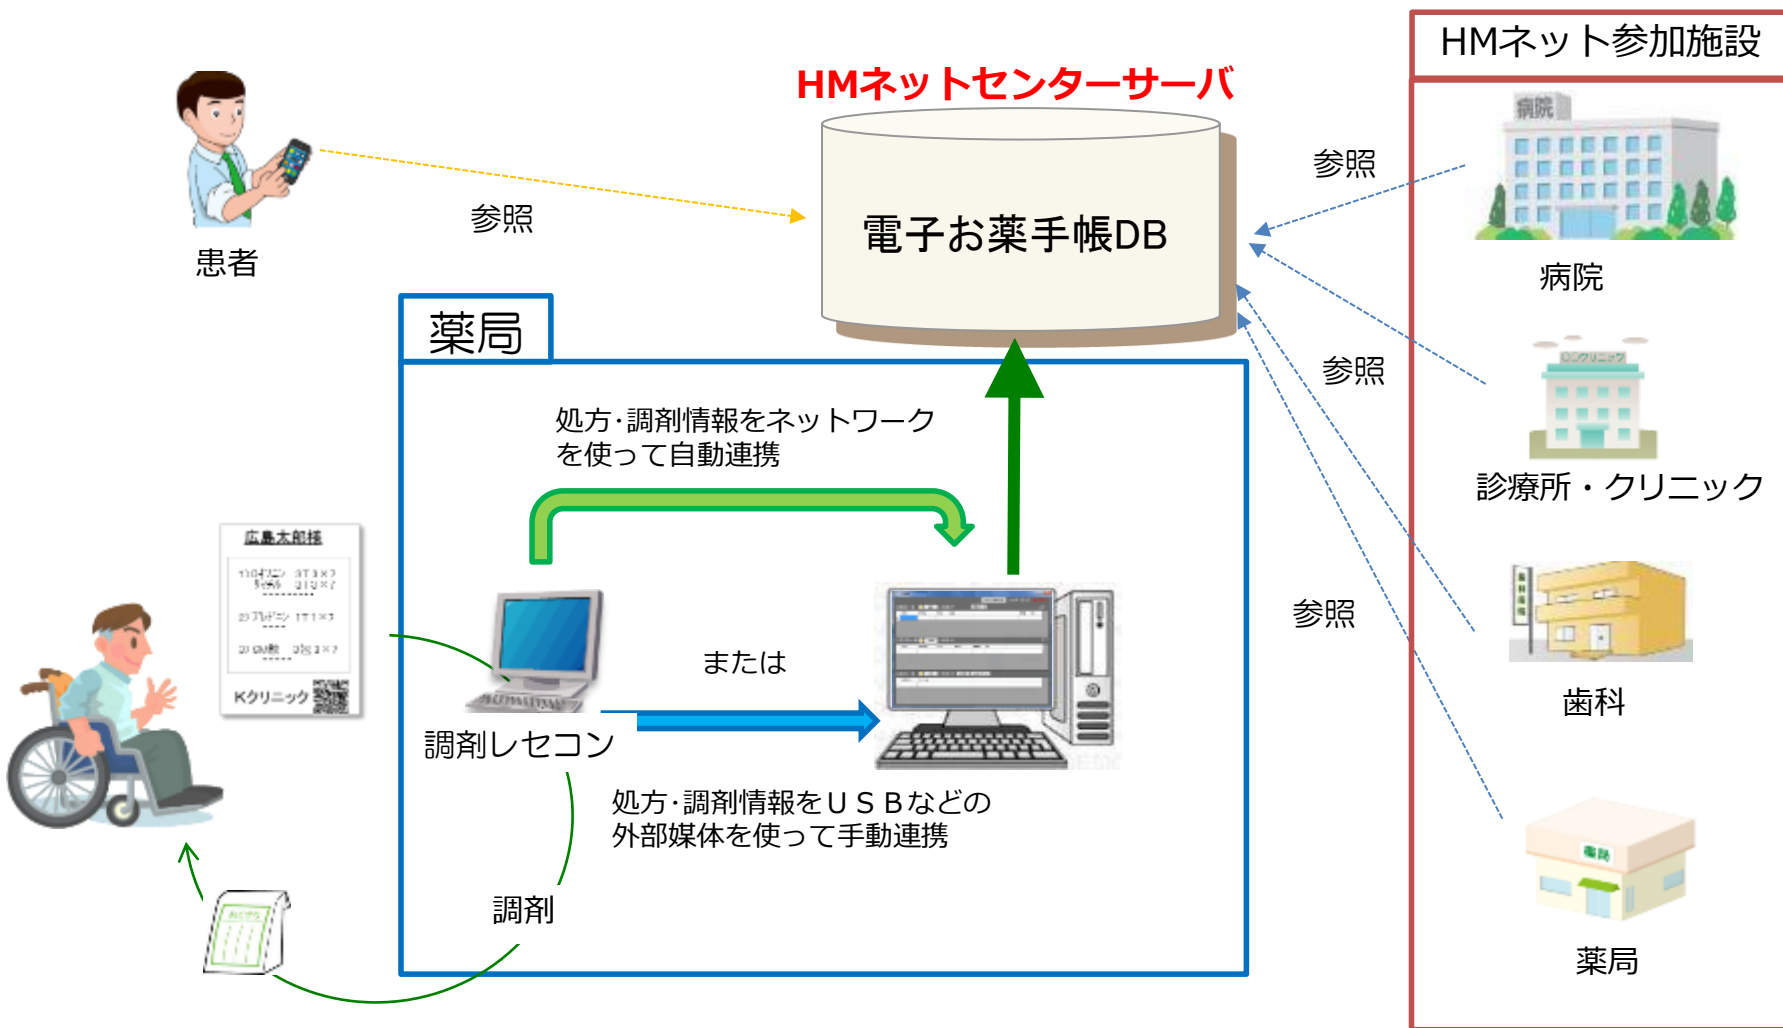 HMネット参加施設
HMネットセンターサーバ
病院
参照
参照
電子お薬手帳DB
患者
病院
薬局
参照
処方･調剤情報をネットワーク
を使って自動連携
診療所・クリニック
広島太郎様
Kクリニック
または
参照
歯科
調剤レセコン
処方･調剤情報をＵＳＢなどの
外部媒体を使って手動連携
薬局
調剤
薬局